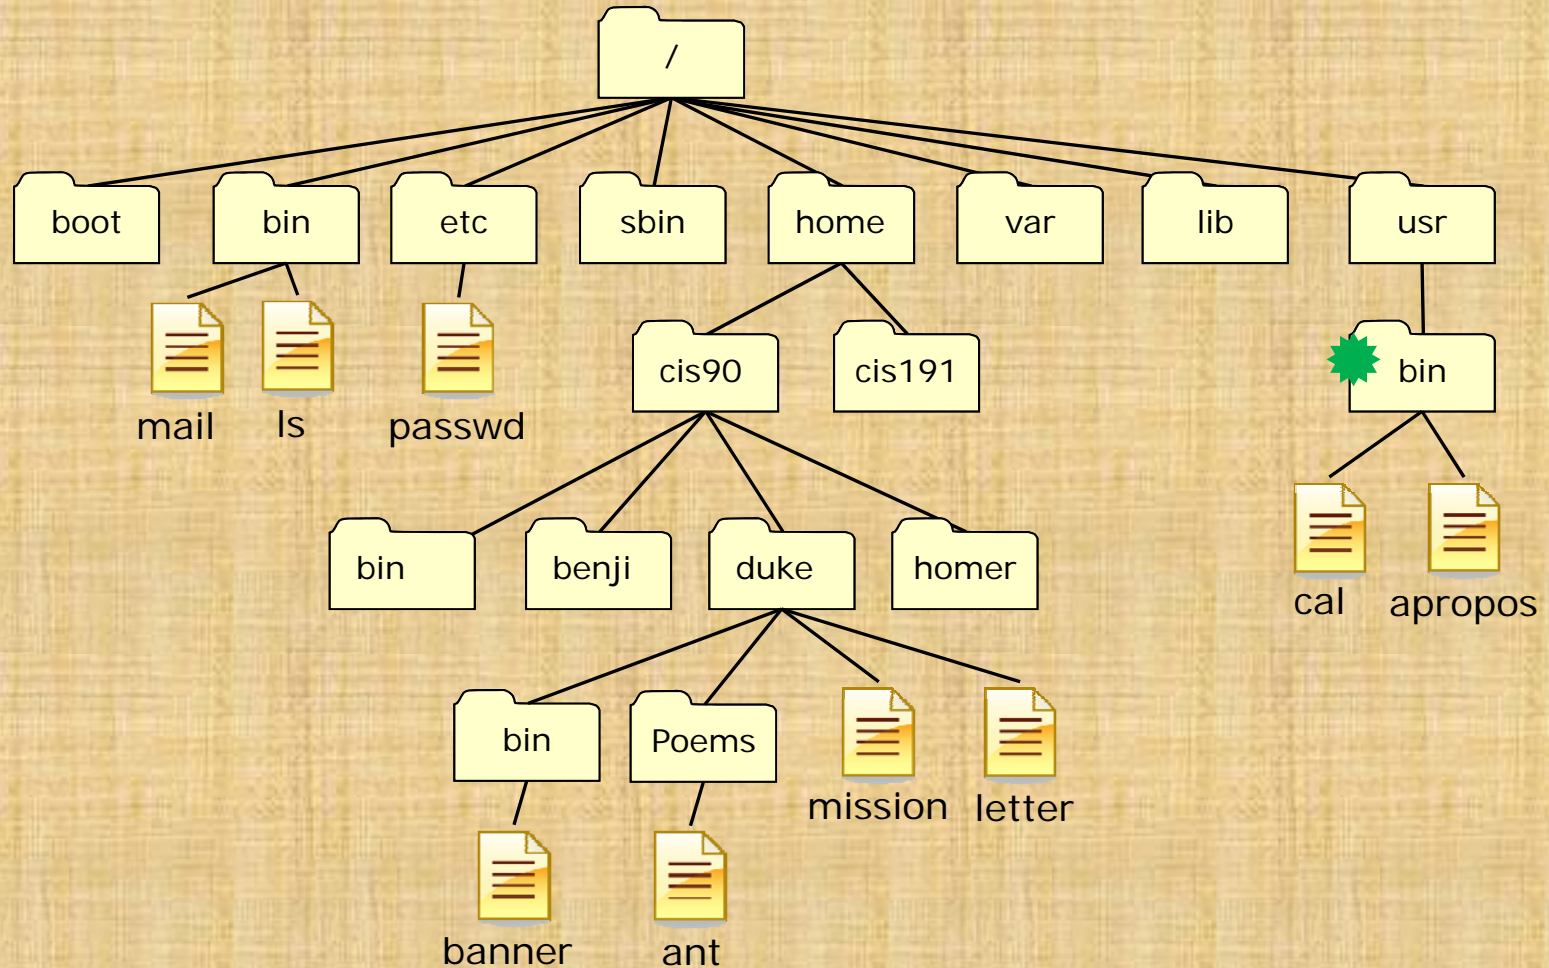 /
boot bin etc sbin home var lib usr
mail ls passwd
cis90 cis191 bin
bin benji duke homer
cal apropos
bin Poems
mission letter
banner ant